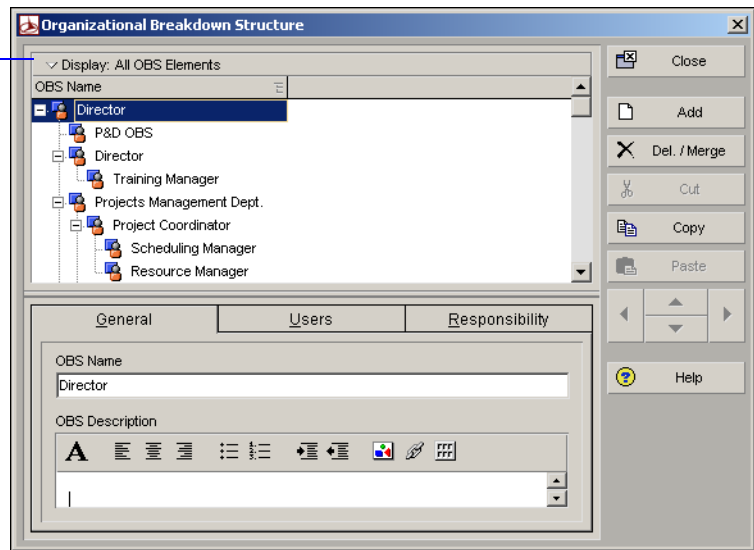 Organizational Breakdown Structure
Display: All OBS Elements
OBS Name
Director
P&D OBS
Director
Training Manager
Projects Management Dept.
Project Coordinator
Scheduling Manager
Resource Manager
General Users Responsibility
OBS Name
Director
OBS Description
A
Close
Add
Del. / Merge
Cut
Copy
Paste
Help